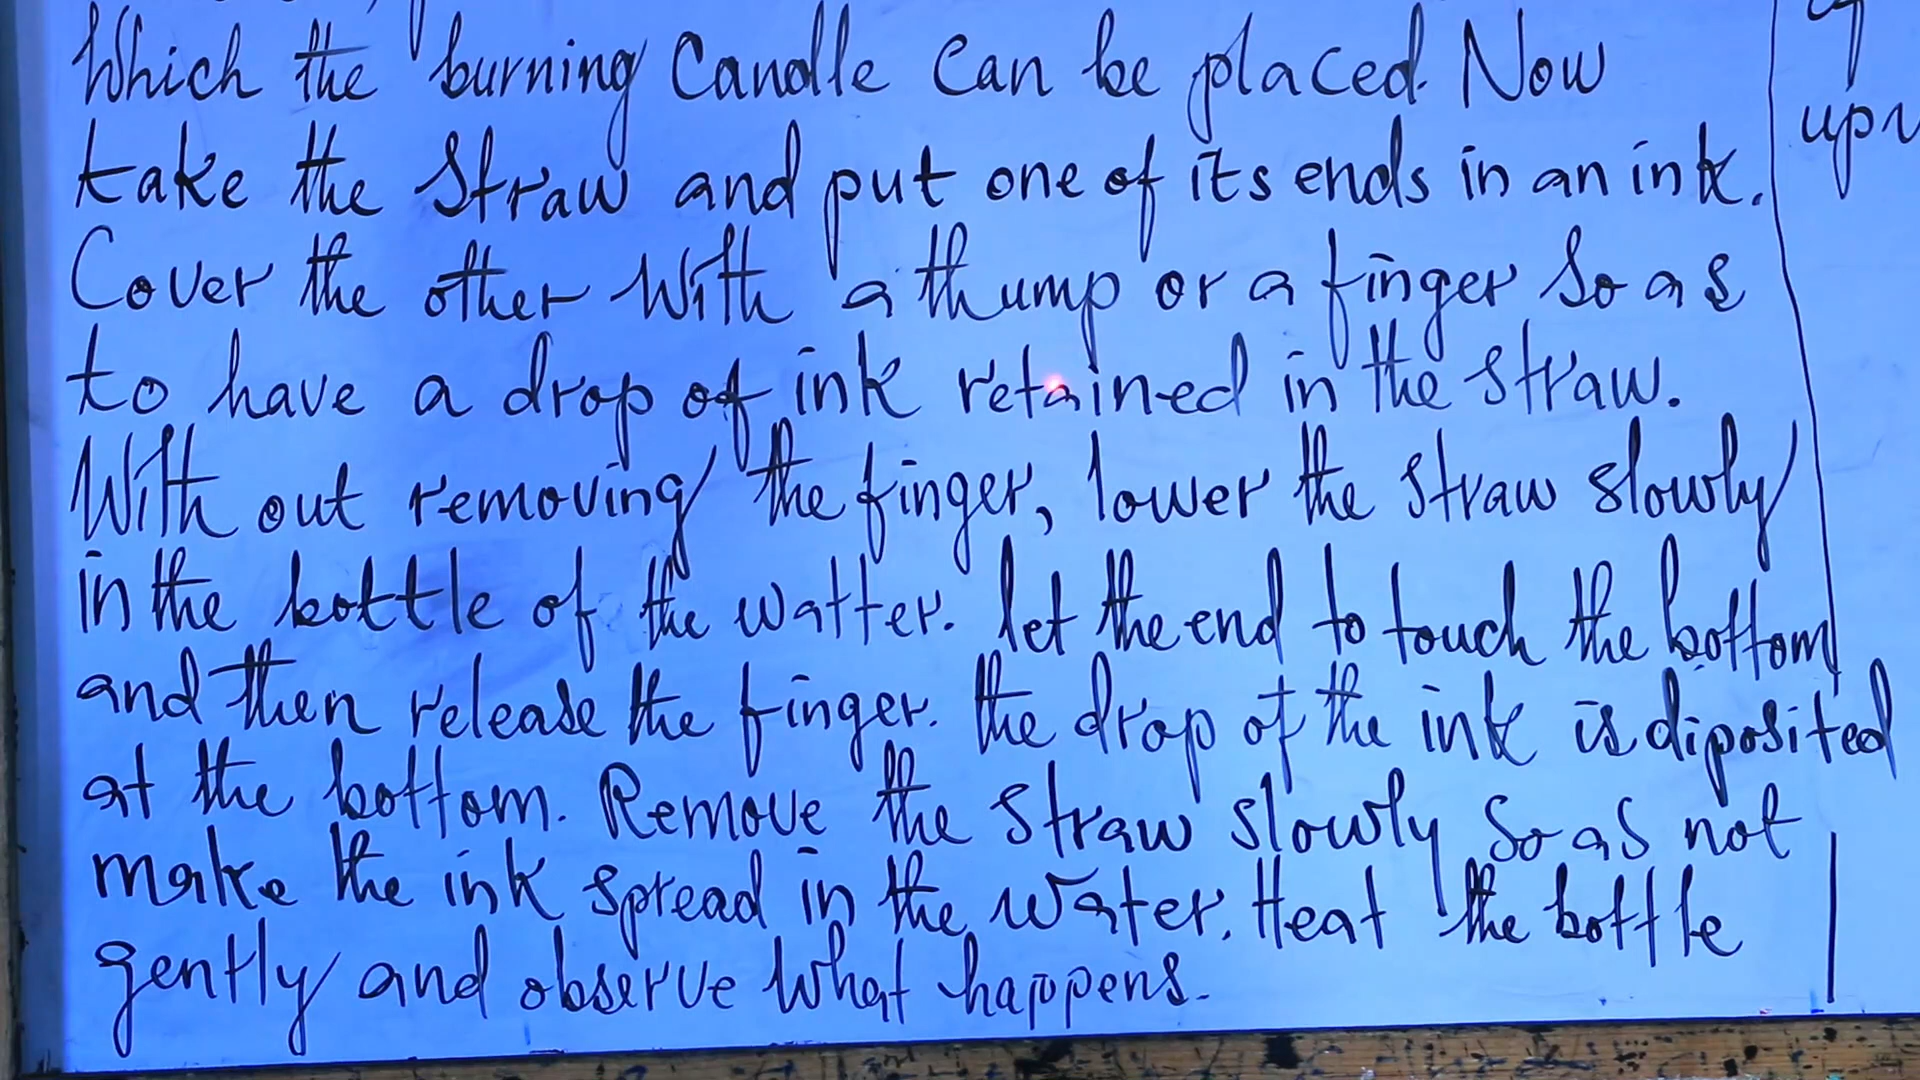 Which the burning Candle Can be placed. Now
take the Straw and put one of its ends in an ink.
Cover the other With a thump or a finger So as
to have a drop of ink retained in the straw.
With out removing the finger, lower the straw slowly
in the bottle of the watter. let the end to touch the bottom
and then release the finger. the drop of the ink is diposited
at the bottom. Remove the straw slowly So as not
make the ink spread in the water. Heat the bottle
gently and observe what happens.